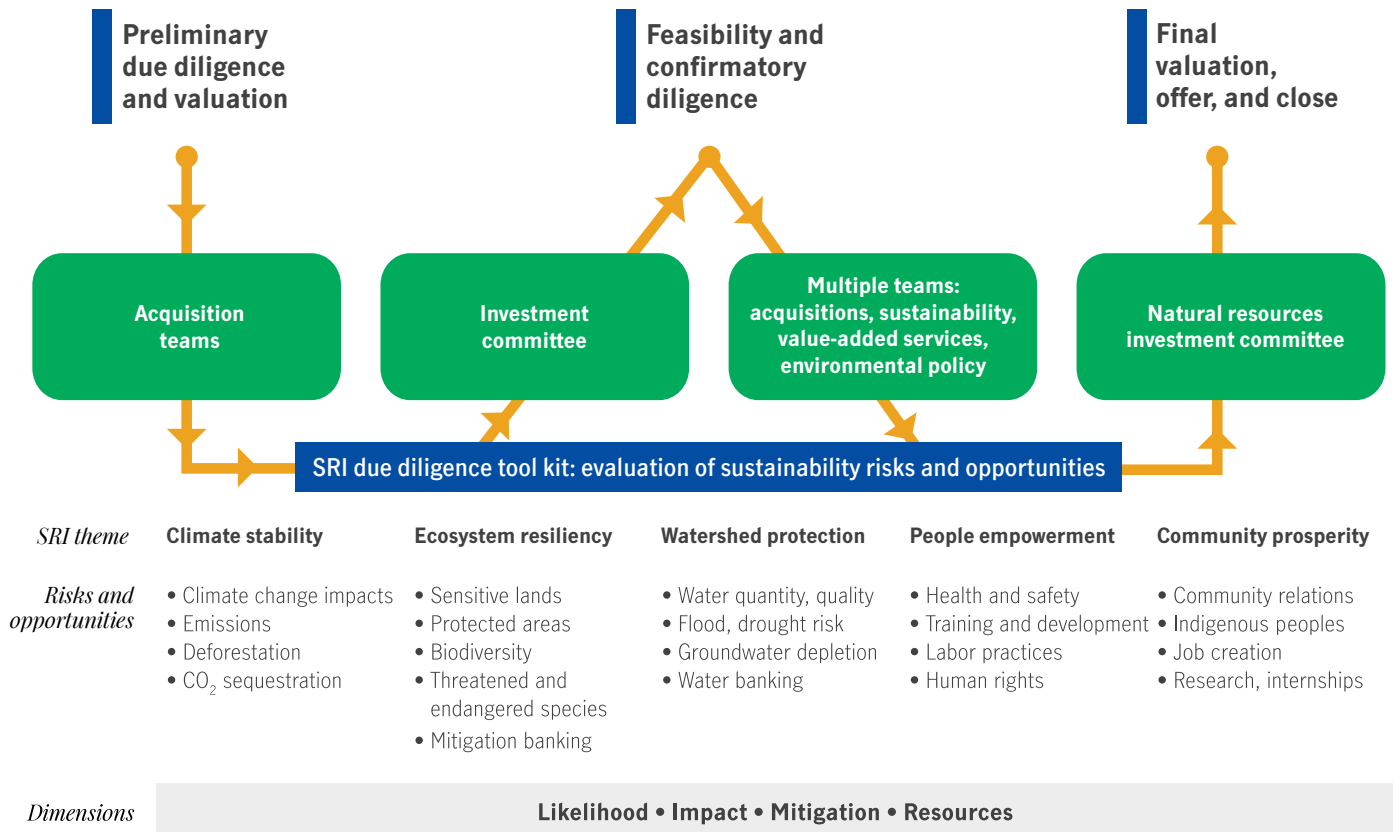 Preliminary
due diligence
and valuation
Feasibility and
confirmatory
diligence
Final
valuation,
offer, and close
Acquisition
teams
Investment
committee
Multiple teams:
acquisitions, sustainability,
value-added services,
environmental policy
Natural resources
investment committee
SRI due diligence tool kit: evaluation of sustainability risks and opportunities
SRI theme
Climate stability
Ecosystem resiliency
Watershed protection
People empowerment
Community prosperity
Risks and
opportunities
• Climate change impacts
• Emissions
• Deforestation
• CO₂ sequestration
• Sensitive lands
• Protected areas
• Biodiversity
• Threatened and
endangered species
• Mitigation banking
• Water quantity, quality
• Flood, drought risk
• Groundwater depletion
• Water banking
• Health and safety
• Training and development
• Labor practices
• Human rights
• Community relations
• Indigenous peoples
• Job creation
• Research, internships
Dimensions
Likelihood • Impact • Mitigation • Resources